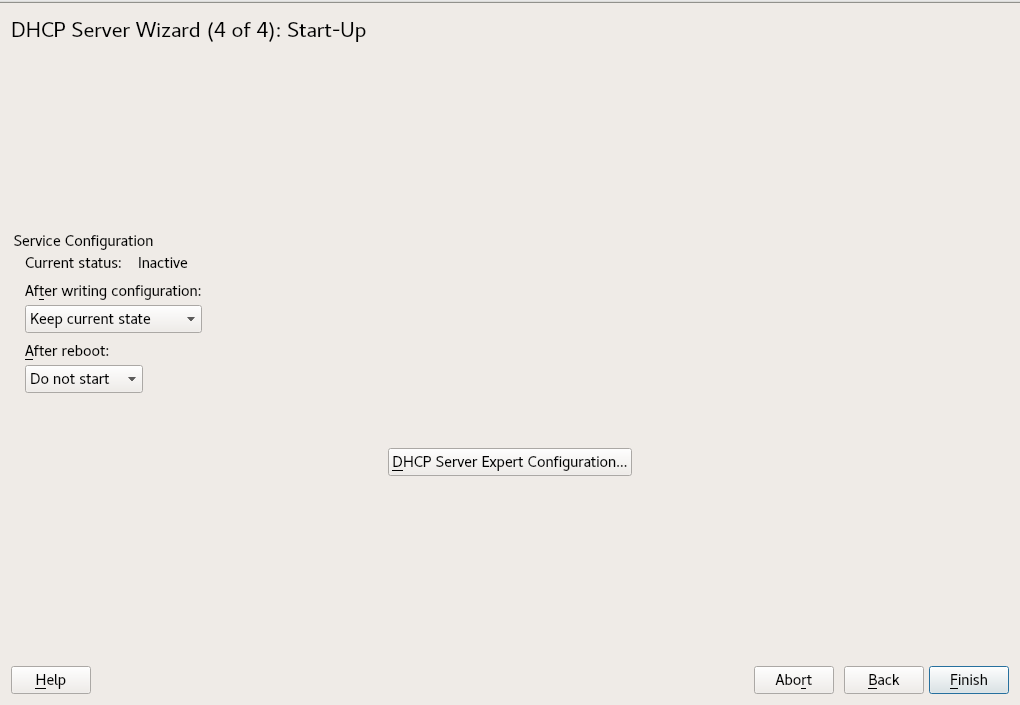 DHCP Server Wizard (4 of 4): Start-Up
Service Configuration
Current status: Inactive
After writing configuration:
Keep current state
After reboot:
Do not start
DHCP Server Expert Configuration...
Help Abort Back Finish